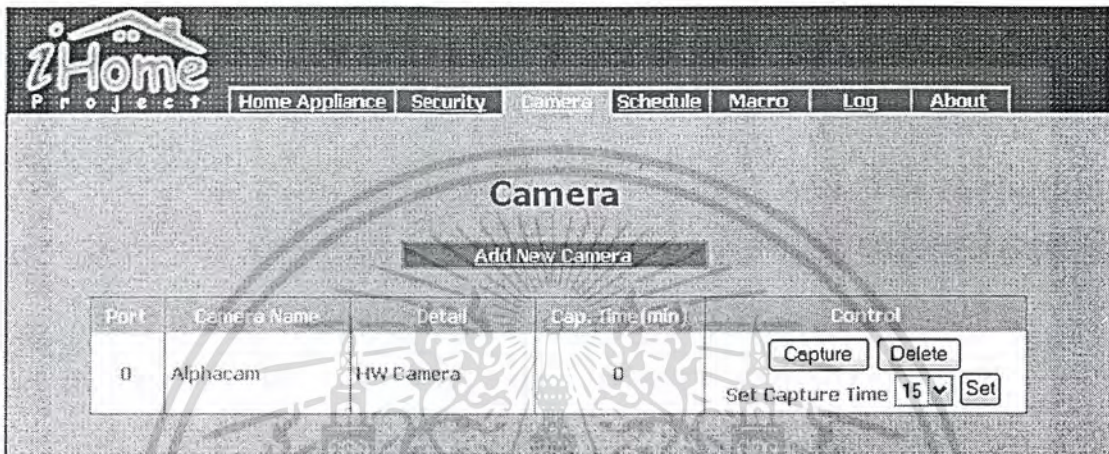 iHome
Project
Home Appliance Security Camera Schedule Macro Log About
Camera
Add New Camera
Port Camera Name Detail Cap. Time(min) Control
0 Alphacam HW Camera 0 Capture Delete
Set Capture Time 15 Set